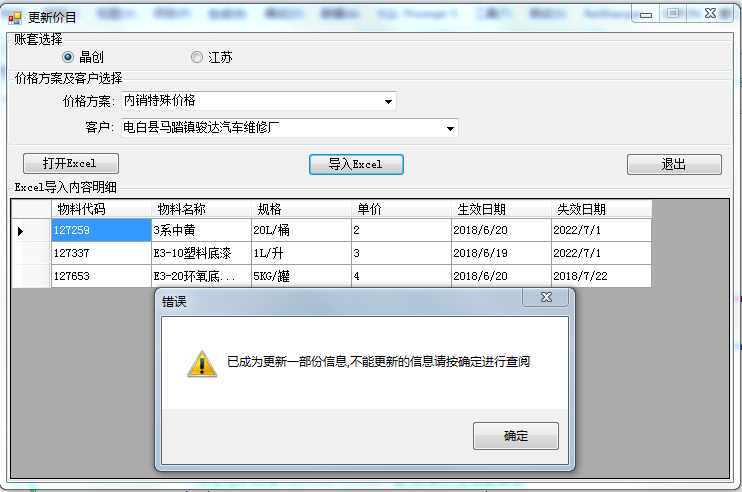 更新价目
账套选择
晶创 江苏
价格方案及客户选择
价格方案: 内销特殊价格
客户: 电白县马踏镇骏达汽车维修厂
打开Excel 导入Excel 退出
Excel导入内容明细
物料代码 物料名称 规格 单价 生效日期 失效日期
127259 3系中黄 20L/桶 2 2018/6/20 2022/7/1
127337 E3-10塑料底漆 1L/升 3 2018/6/19 2022/7/1
127653 E3-20环氧底... 5KG/罐 4 2018/6/20 2018/7/22
错误
已成为更新一部份信息,不能更新的信息请按确定进行查阅
确定